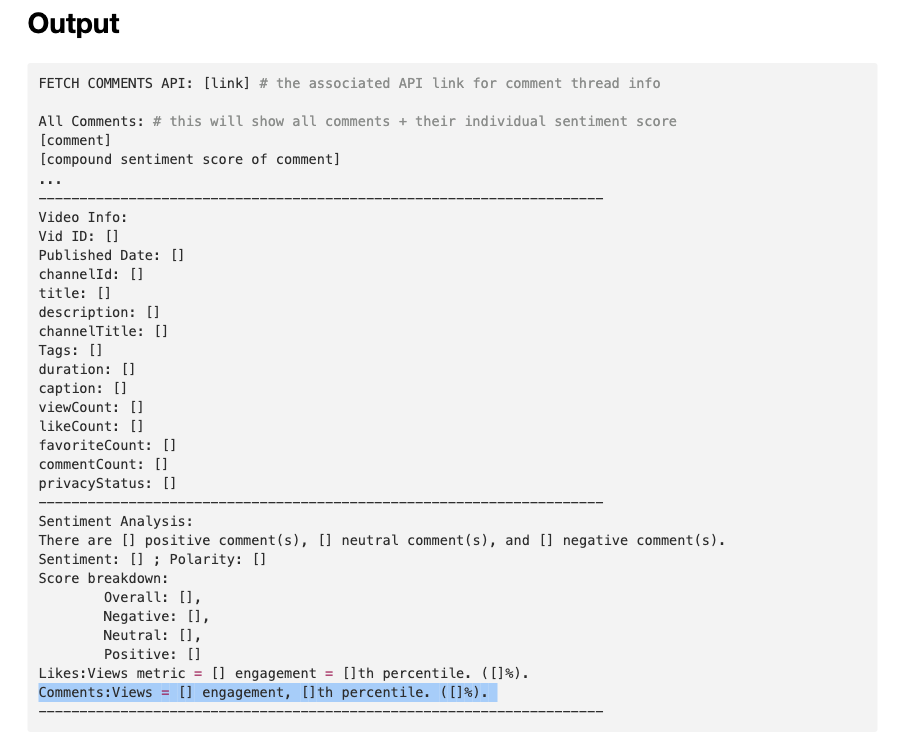 Output
FETCH COMMENTS API: [link] # the associated API link for comment thread info
All Comments: # this will show all comments + their individual sentiment score
[comment]
[compound sentiment score of comment]
...
---------------------------------------------------------------------
Video Info:
Vid ID: []
Published Date: []
channelId: []
title: []
description: []
channelTitle: []
Tags: []
duration: []
caption: []
viewCount: []
likeCount: []
favoriteCount: []
commentCount: []
privacyStatus: []
---------------------------------------------------------------------
Sentiment Analysis:
There are [] positive comment(s), [] neutral comment(s), and [] negative comment(s).
Sentiment: [] ; Polarity: []
Score breakdown:
Overall: [],
Negative: [],
Neutral: [],
Positive: []
Likes:Views metric = [] engagement = []th percentile. ([]%).
Comments:Views = [] engagement, []th percentile. ([]%).
---------------------------------------------------------------------